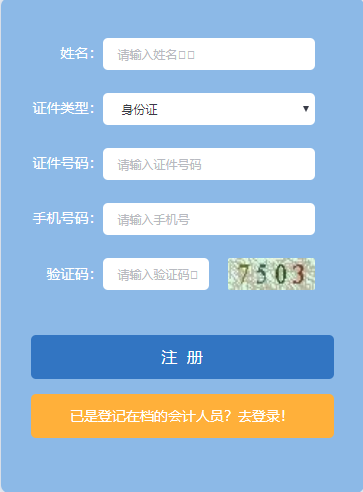 姓名： 请输入姓名
证件类型： 身份证
证件号码： 请输入证件号码
手机号码： 请输入手机号
验证码： 请输入验证码 7503
注 册
已是登记在档的会计人员？去登录！